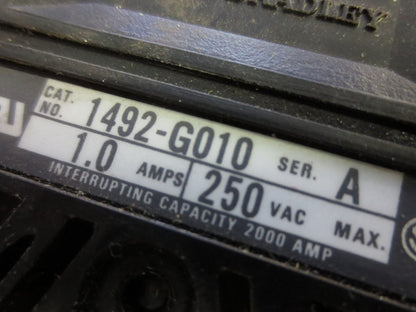 CAT. NO. 1492-G010 SER. A
1.0 AMPS 250 VAC MAX.
INTERRUPTING CAPACITY 2000 AMP